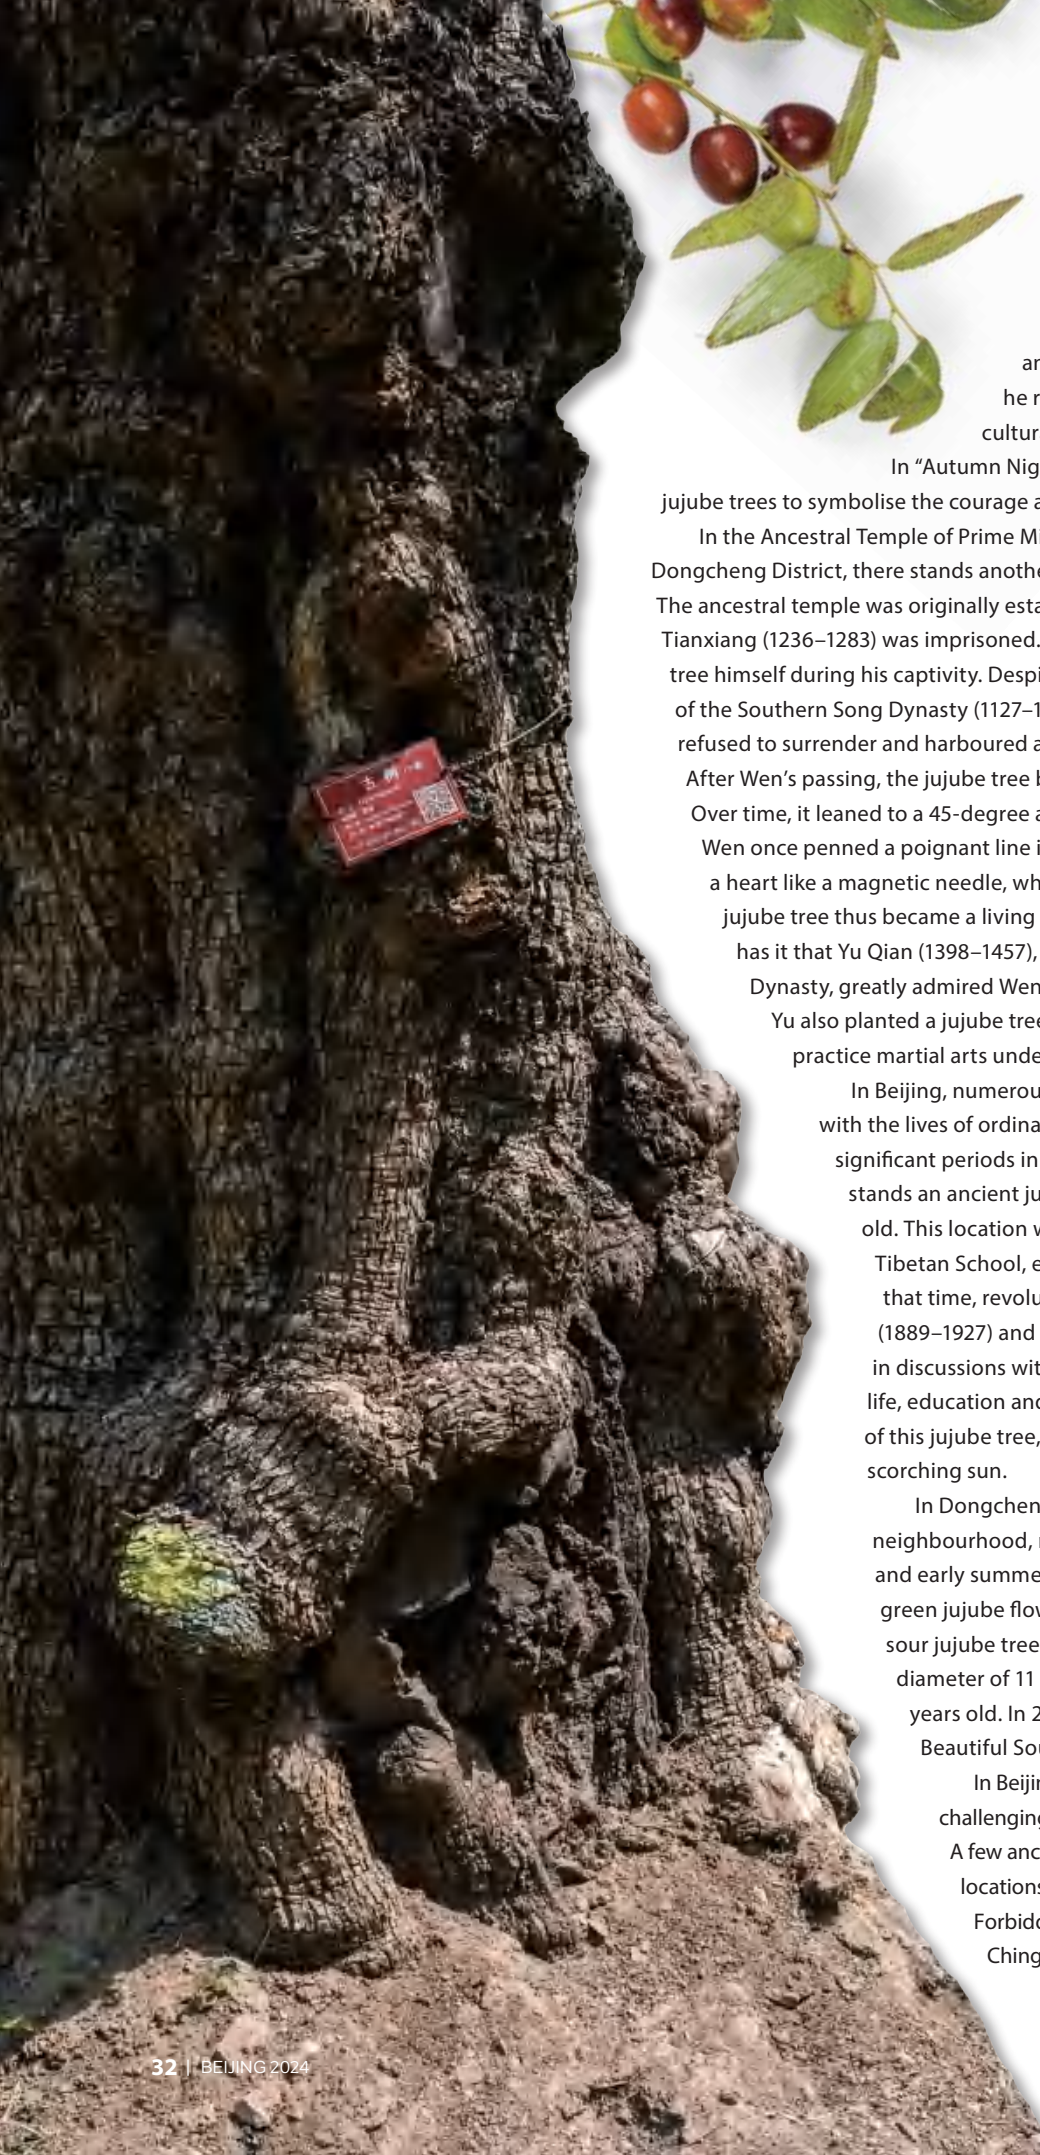 an
he r
cultur
In “Autumn Nig
jujube trees to symbolise the courage a
In the Ancestral Temple of Prime Mi
Dongcheng District, there stands anothe
The ancestral temple was originally esta
Tianxiang (1236–1283) was imprisoned.
tree himself during his captivity. Despi
of the Southern Song Dynasty (1127–1
refused to surrender and harboured a
After Wen’s passing, the jujube tree b
Over time, it leaned to a 45-degree a
Wen once penned a poignant line i
a heart like a magnetic needle, wh
jujube tree thus became a living
has it that Yu Qian (1398–1457),
Dynasty, greatly admired Wen
Yu also planted a jujube tree
practice martial arts unde
In Beijing, numerou
with the lives of ordina
significant periods in
stands an ancient ju
old. This location w
Tibetan School, e
that time, revolu
(1889–1927) and
in discussions wit
life, education and
of this jujube tree,
scorching sun.
In Dongchen
neighbourhood, r
and early summe
green jujube flow
sour jujube tree
diameter of 11
years old. In 2
Beautiful Sou
In Beijin
challenging
A few anc
locations
Forbidd
Ching
古树
32 | BEIJING 2024